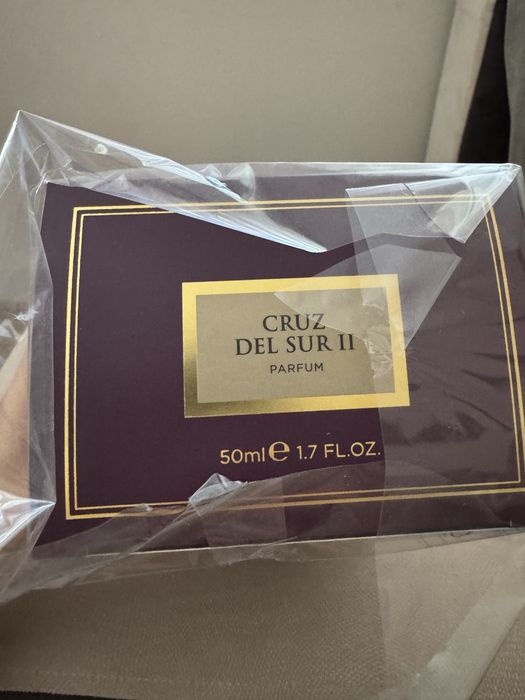 CRUZ
DEL SUR II
PARFUM
50ml ℮ 1.7 FL.OZ.